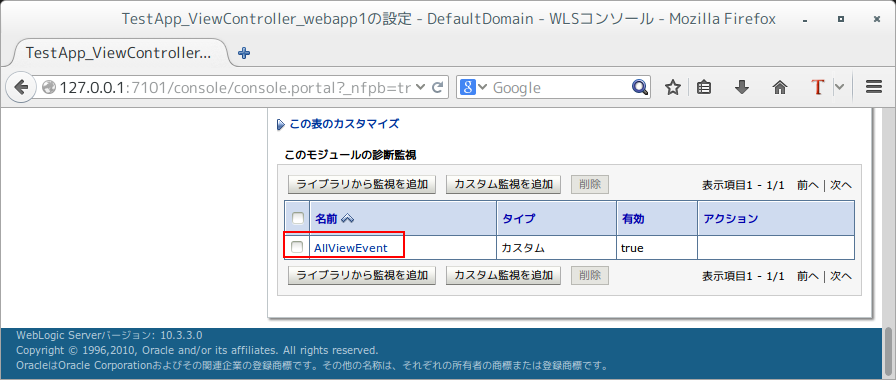 TestApp_ViewController_webapp1の設定 - DefaultDomain - WLSコンソール - Mozilla Firefox
TestApp_ViewController...
127.0.0.1:7101/console/console.portal?_nfpb=tr
Google
この表のカスタマイズ
このモジュールの診断監視
ライブラリから監視を追加 カスタム監視を追加 削除 表示項目1 - 1/1 前へ | 次へ
名前 タイプ 有効 アクション
AllViewEvent カスタム true
ライブラリから監視を追加 カスタム監視を追加 削除 表示項目1 - 1/1 前へ | 次へ
WebLogic Serverバージョン: 10.3.3.0
Copyright © 1996,2010, Oracle and/or its affiliates. All rights reserved.
OracleはOracle Corporationおよびその関連企業の登録商標です。その他の名称は、それぞれの所有者の商標または登録商標です。